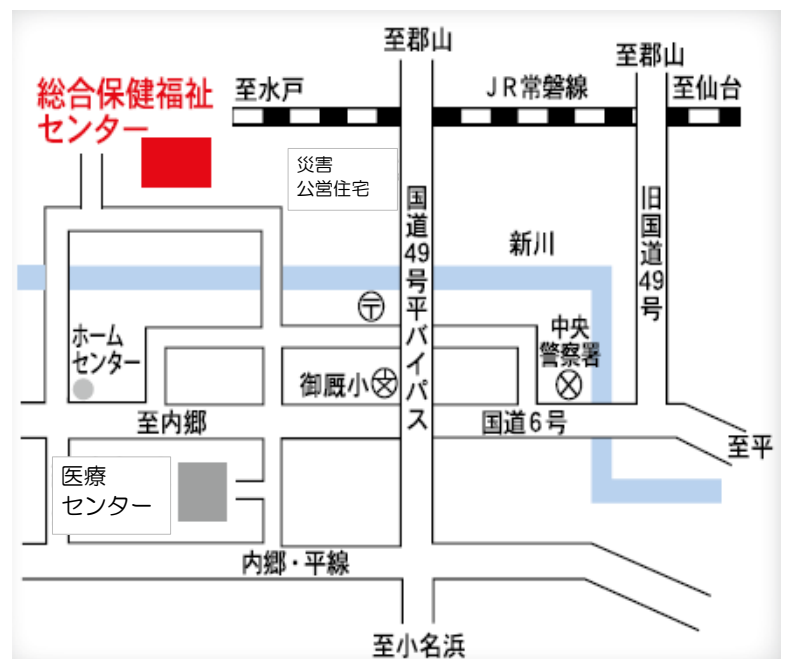 至郡山
至郡山
総合保健福祉
センター
至水戸
JR常磐線
至仙台
災害
公営住宅
国道49号平バイパス
旧国道49号
新川
〒
ホーム
センター
中央
警察署
御厩小
文
至内郷
国道6号
至平
医療
センター
内郷・平線
至小名浜